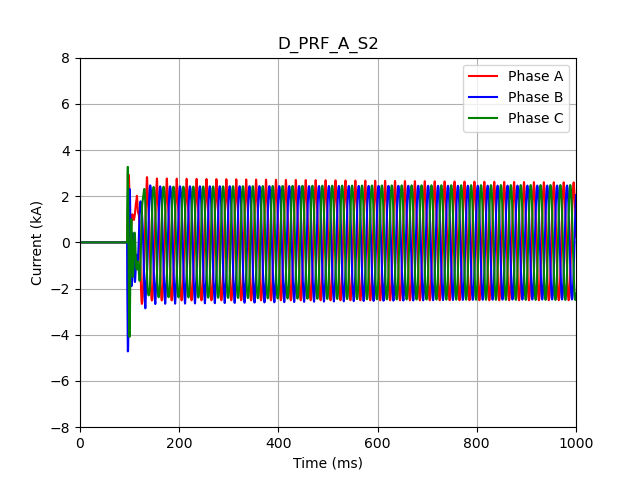 D_PRF_A_S2
Phase A
Phase B
Phase C
8
6
4
2
0
−2
−4
−6
−8
Current (kA)
0
200
400
600
800
1000
Time (ms)